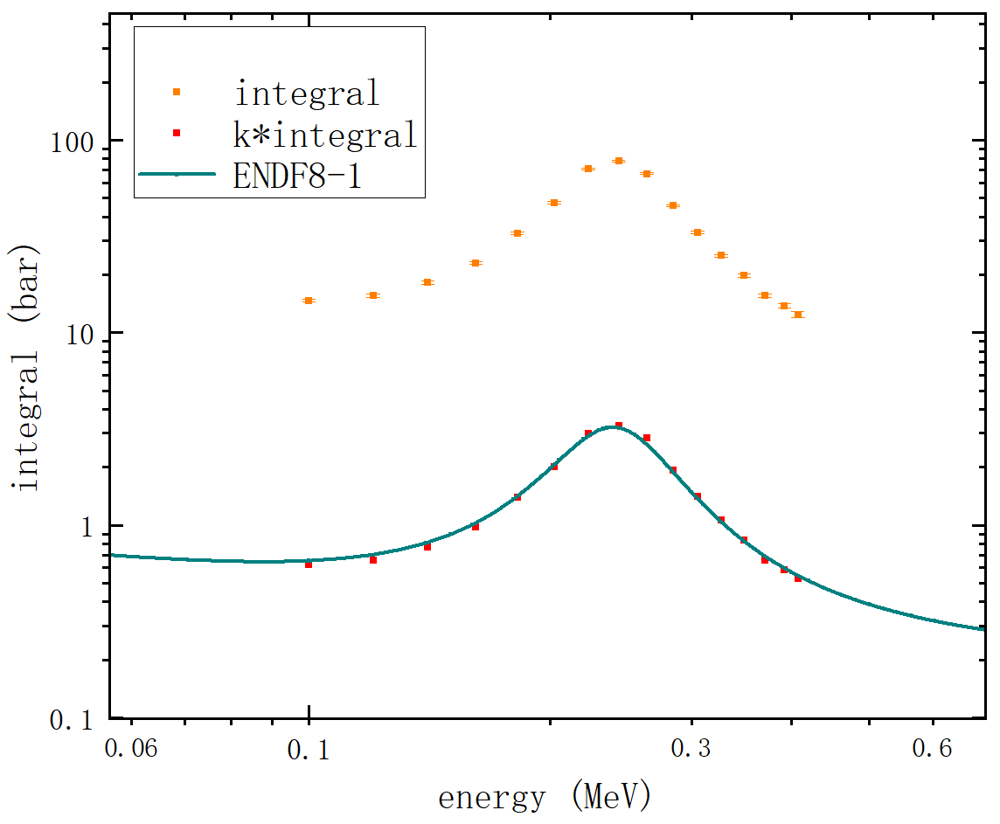 integral
k*integral
ENDF8-1
integral (bar)
100
10
1
0.1
0.06
0.1
0.3
0.6
energy (MeV)